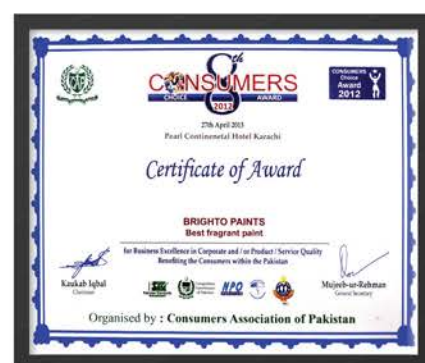 8th
CONSUMERS
CHOICE AWARD
2012
CONSUMERS
Choice
Award
2012
27th April 2013
Pearl Continenetal Hotel Karachi
Certificate of Award
BRIGHTO PAINTS
Best fragrant paint
for Business Excellence in Corporate and / or Product / Service Quality
Benefiting the Consumers within the Pakistan
Kaukab Iqbal
Chairman
NPO
Mujeeb-ur-Rehman
General Secretary
Organised by : Consumers Association of Pakistan